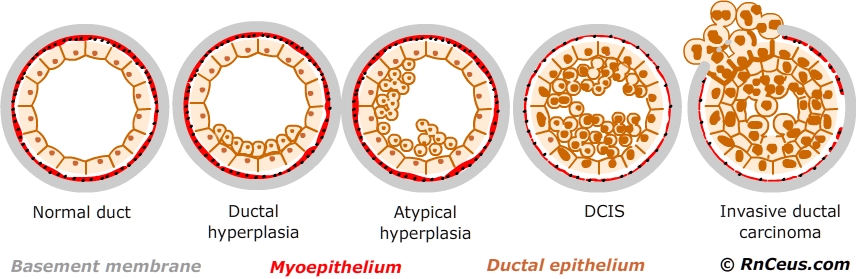 Normal duct
Ductal
hyperplasia
Atypical
hyperplasia
DCIS
Invasive ductal
carcinoma
Basement membrane
Myoepithelium
Ductal epithelium
© RnCeus.com